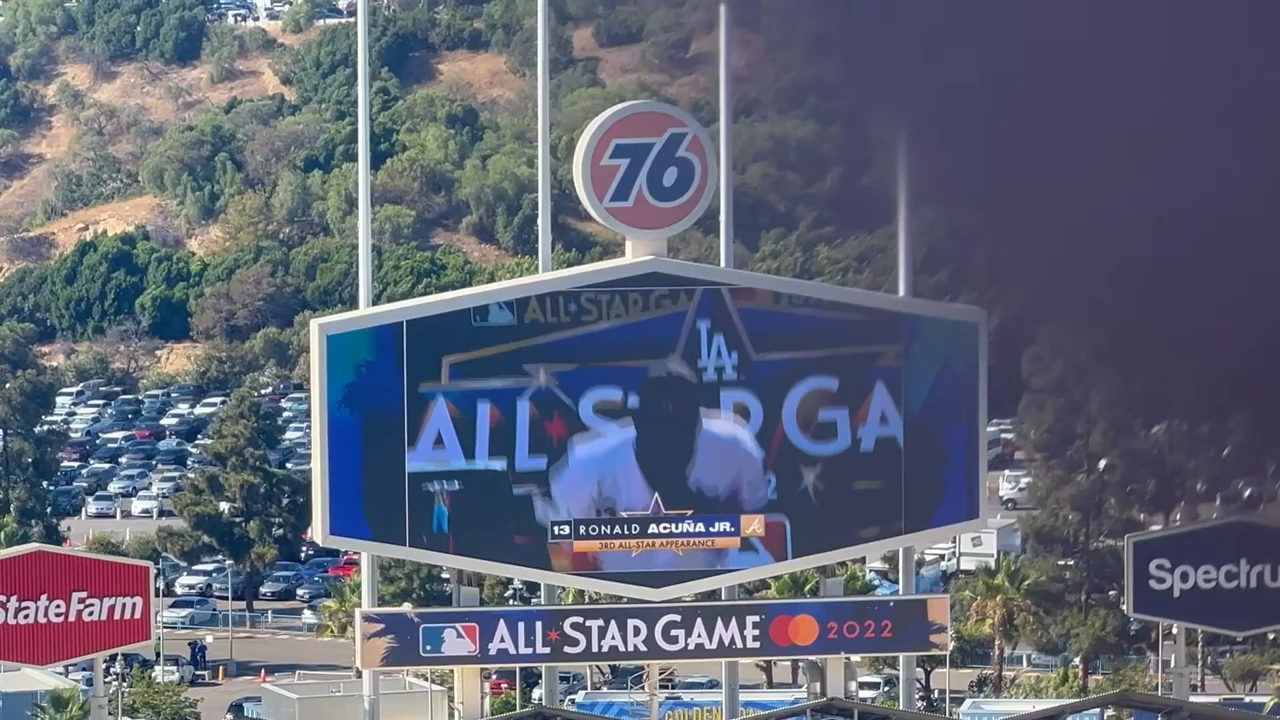 76
ALL★STAR GA
LA
ALL S R GA
13 RONALD ACUÑA JR. A
3RD ALL-STAR APPEARANCE
StateFarm
Spectru
ALL★STAR GAME 2022
GOLDEN